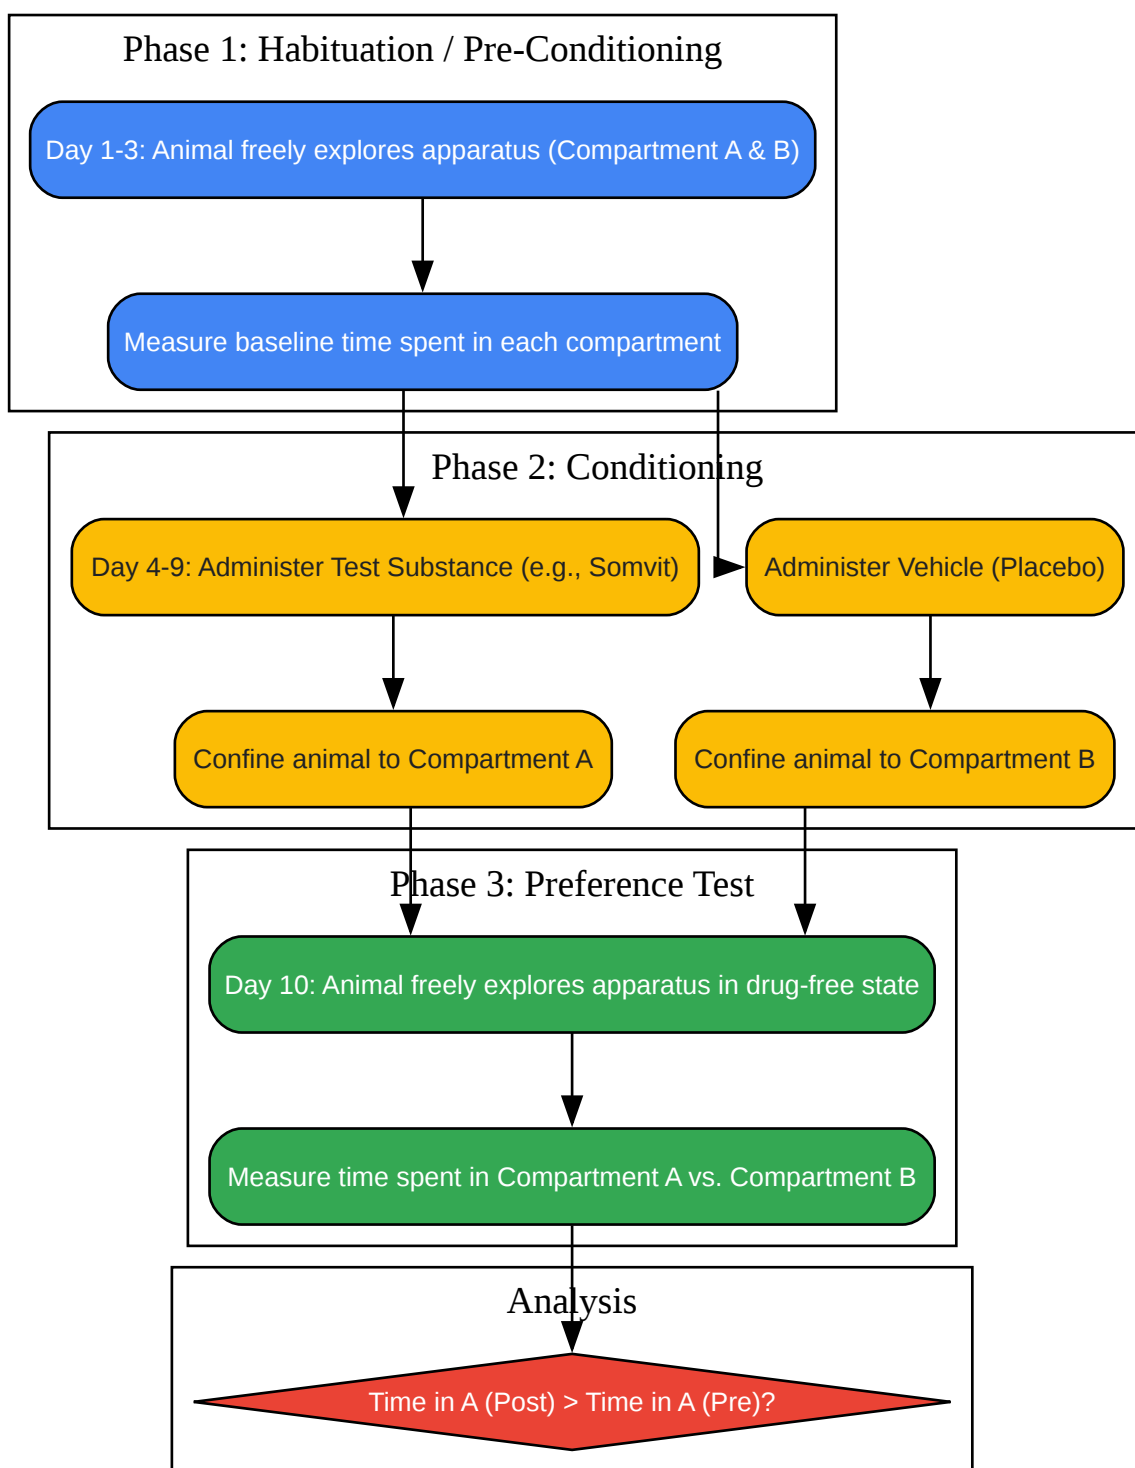 Phase 1: Habituation / Pre-Conditioning
Day 1-3: Animal freely explores apparatus (Compartment A & B)
Measure baseline time spent in each compartment
Phase 2: Conditioning
Day 4-9: Administer Test Substance (e.g., Somvit)
Administer Vehicle (Placebo)
Confine animal to Compartment A
Confine animal to Compartment B
Phase 3: Preference Test
Day 10: Animal freely explores apparatus in drug-free state
Measure time spent in Compartment A vs. Compartment B
Analysis
Time in A (Post) > Time in A (Pre)?